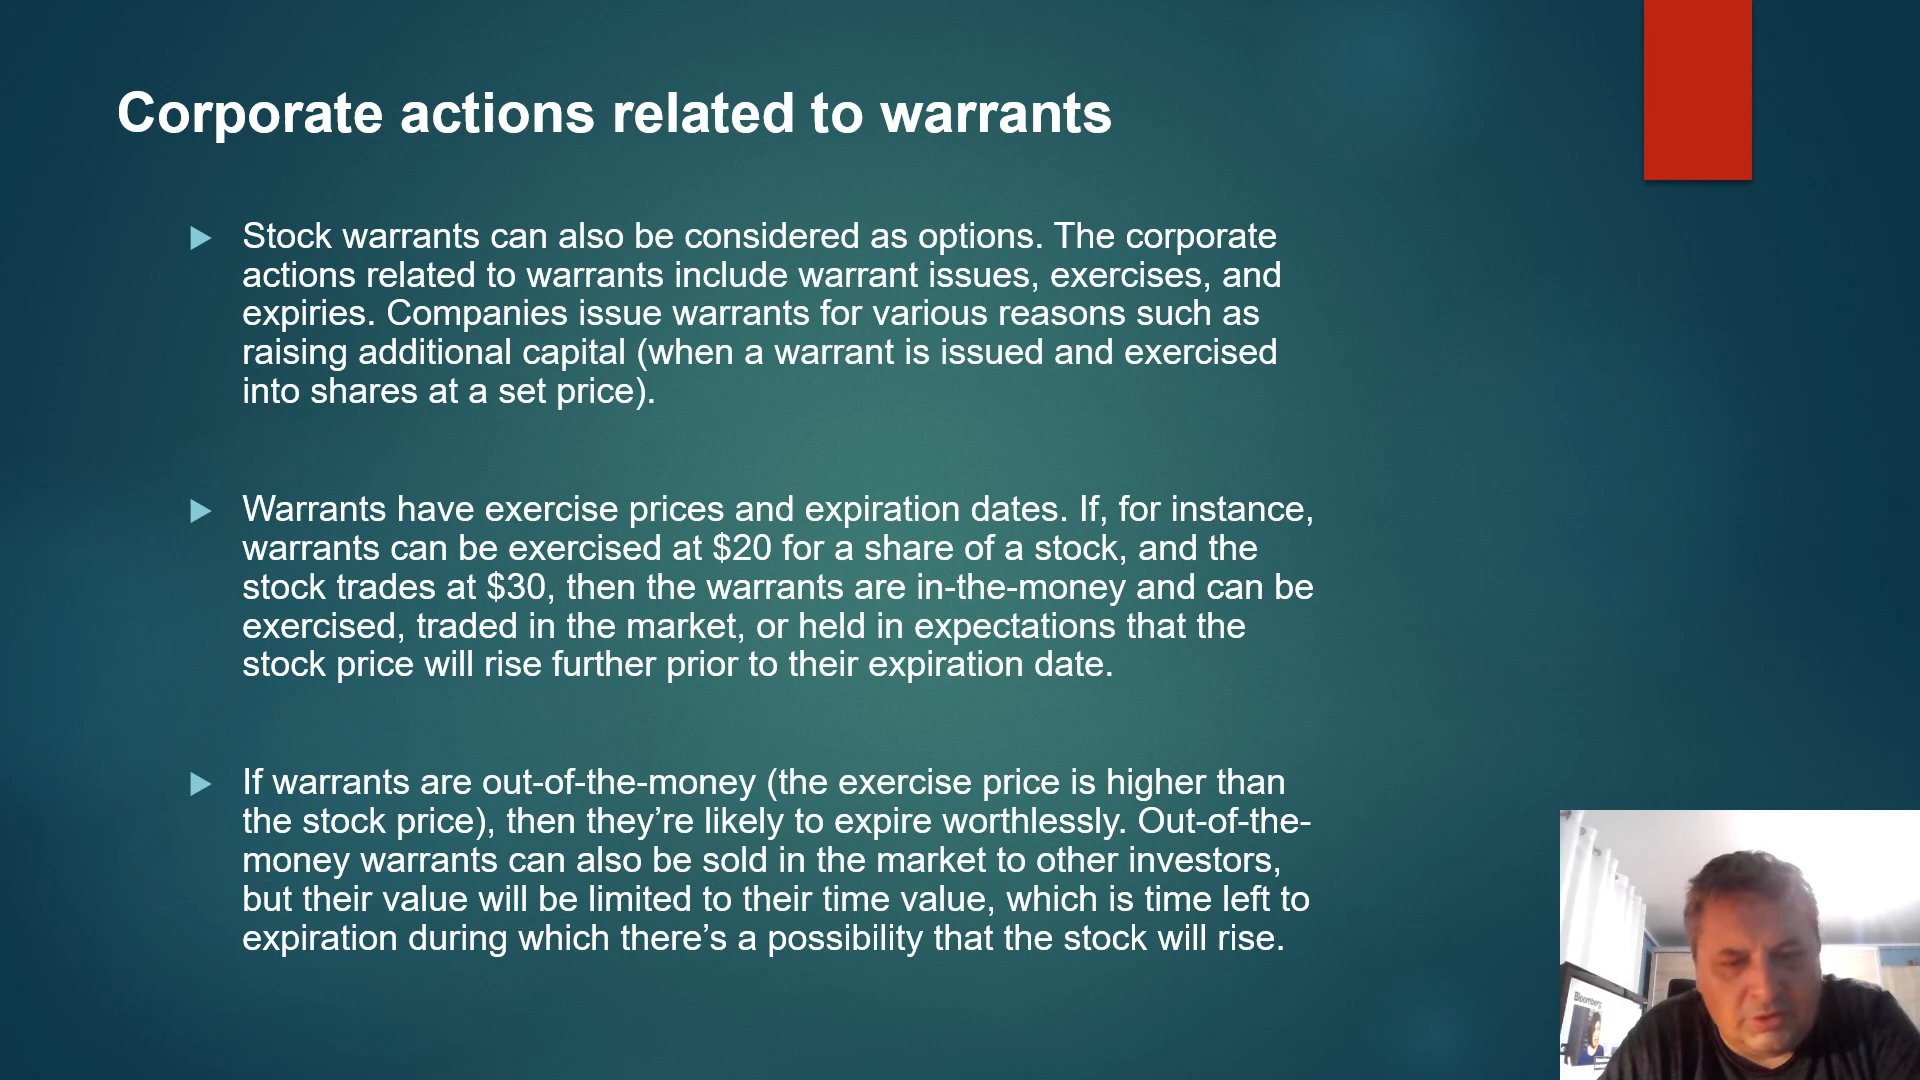 Corporate actions related to warrants
Stock warrants can also be considered as options. The corporate
actions related to warrants include warrant issues, exercises, and
expiries. Companies issue warrants for various reasons such as
raising additional capital (when a warrant is issued and exercised
into shares at a set price).
Warrants have exercise prices and expiration dates. If, for instance,
warrants can be exercised at $20 for a share of a stock, and the
stock trades at $30, then the warrants are in-the-money and can be
exercised, traded in the market, or held in expectations that the
stock price will rise further prior to their expiration date.
If warrants are out-of-the-money (the exercise price is higher than
the stock price), then they’re likely to expire worthlessly. Out-of-the-
money warrants can also be sold in the market to other investors,
but their value will be limited to their time value, which is time left to
expiration during which there’s a possibility that the stock will rise.
Bloomberg